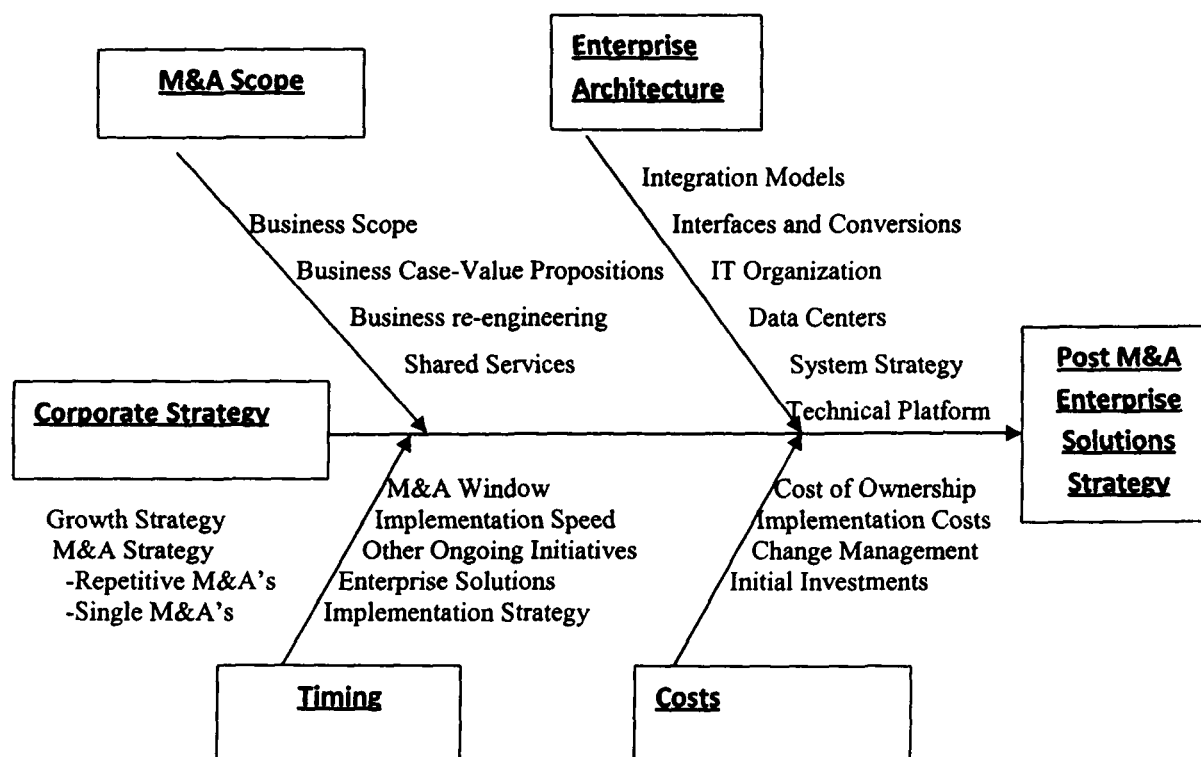 M&A Scope
Enterprise
Architecture
Business Scope
Business Case-Value Propositions
Business re-engineering
Shared Services
Integration Models
Interfaces and Conversions
IT Organization
Data Centers
System Strategy
Technical Platform
Corporate Strategy
Growth Strategy
M&A Strategy
-Repetitive M&A's
-Single M&A's
M&A Window
Implementation Speed
Other Ongoing Initiatives
Enterprise Solutions
Implementation Strategy
Cost of Ownership
Implementation Costs
Change Management
Initial Investments
Timing
Costs
Post M&A
Enterprise
Solutions
Strategy